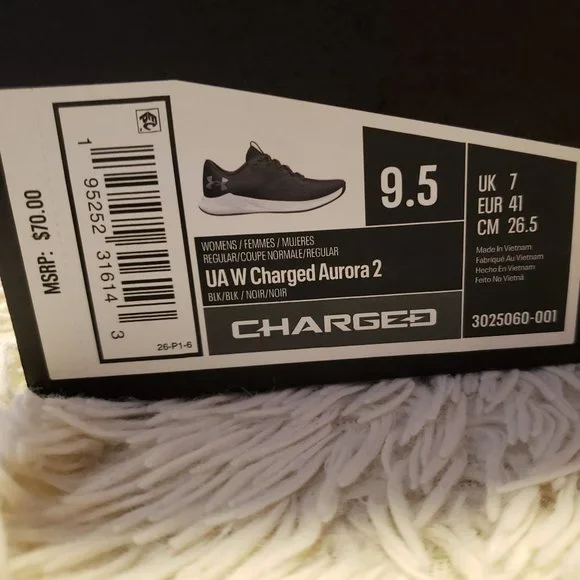 MSRP: $70.00
1 95252 31614 3
26-P1-6
9.5
UK 7
EUR 41
CM 26.5
WOMENS / FEMMES / MUJERES
REGULAR/COUPE NORMALE/REGULAR
UA W Charged Aurora 2
BLK/BLK / NOIR/NOIR
CHARGED
Made In Vietnam
Fabriqué Au Vietnam
Hecho En Vietnam
Feito No Vietnã
3025060-001